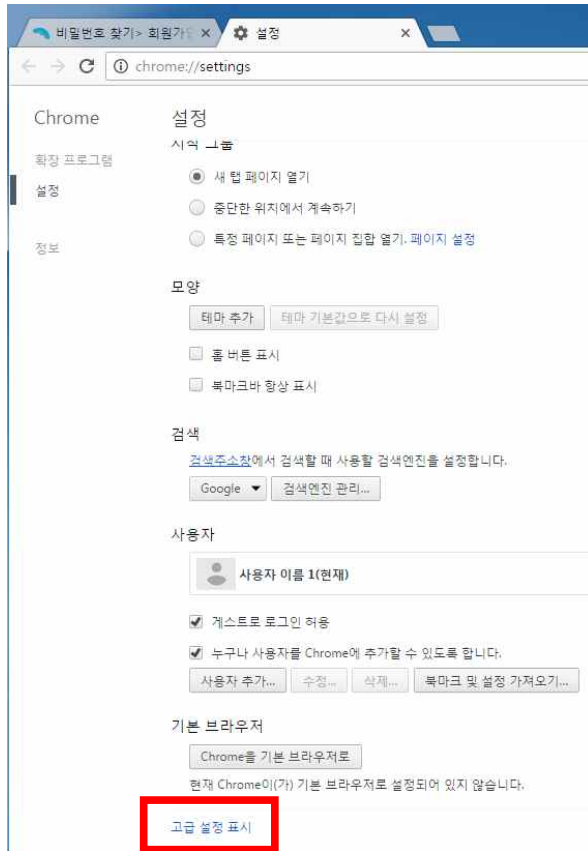 비밀번호 찾기> 회원가
설정
chrome://settings
Chrome
설정
확장 프로그램
설정
정보
시작 그룹
새 탭 페이지 열기
중단한 위치에서 계속하기
특정 페이지 또는 페이지 집합 열기. 페이지 설정
모양
테마 추가 테마 기본값으로 다시 설정
홈 버튼 표시
북마크바 항상 표시
검색
검색주소창에서 검색할 때 사용할 검색엔진을 설정합니다.
Google 검색엔진 관리...
사용자
사용자 이름 1(현재)
게스트로 로그인 허용
누구나 사용자를 Chrome에 추가할 수 있도록 합니다.
사용자 추가... 수정... 삭제... 북마크 및 설정 가져오기...
기본 브라우저
Chrome을 기본 브라우저로
현재 Chrome이(가) 기본 브라우저로 설정되어 있지 않습니다.
고급 설정 표시